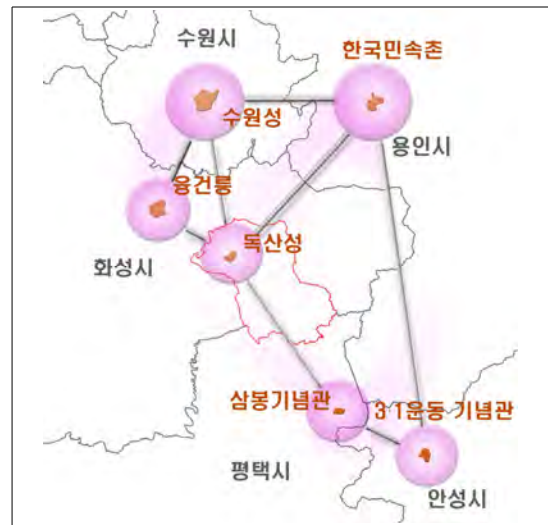 수원시
한국민속촌
수원성
용인시
융건릉
독산성
화성시
삼봉기념관
3 1운동 기념관
평택시
안성시